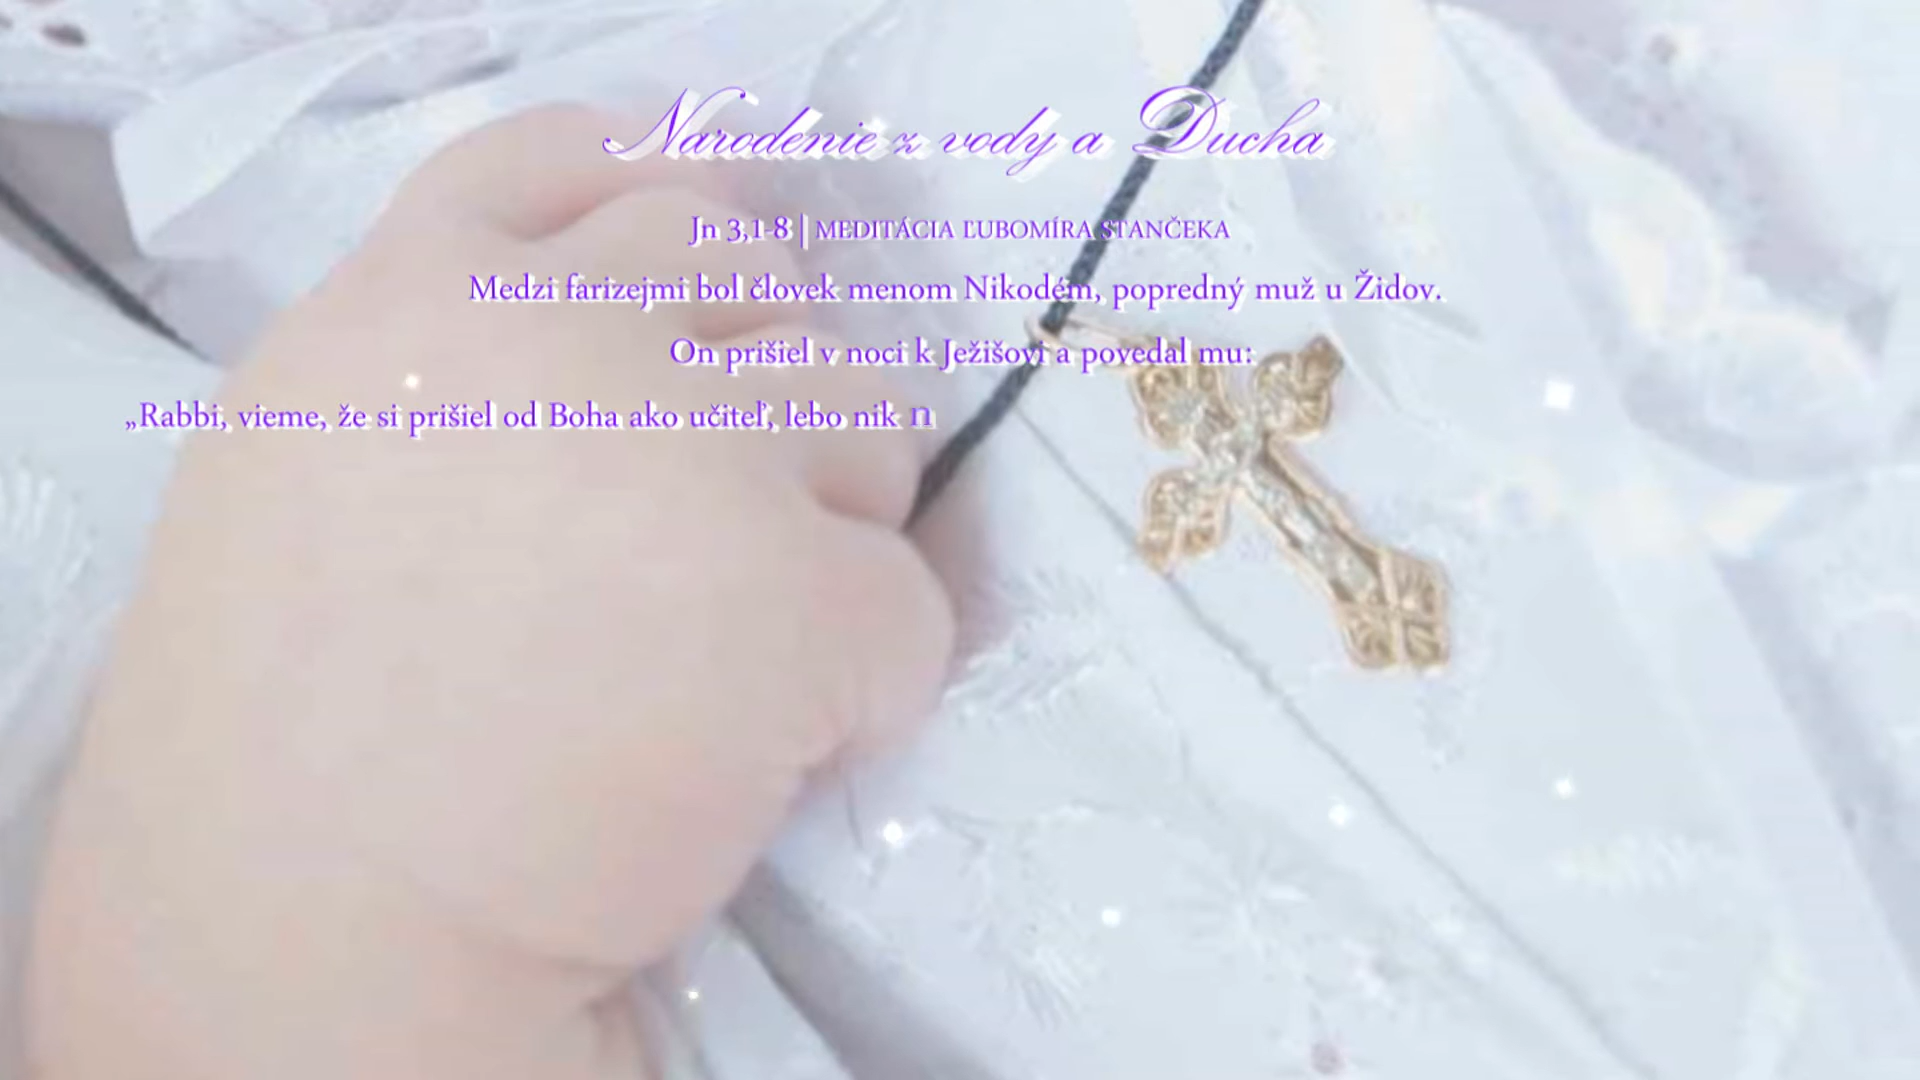 Narodenie z vody a Ducha
Jn 3,1-8 | MEDITÁCIA ĽUBOMÍRA STANČEKA
Medzi farizejmi bol človek menom Nikodém, popredný muž u Židov.
On prišiel v noci k Ježišovi a povedal mu:
„Rabbi, vieme, že si prišiel od Boha ako učiteľ, lebo nik n